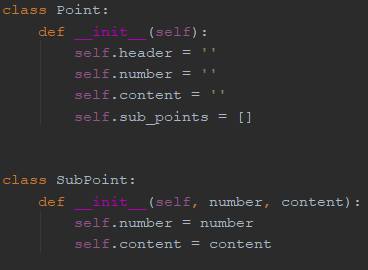 class Point:
    def __init__(self):
        self.header = ''
        self.number = ''
        self.content = ''
        self.sub_points = []
class SubPoint:
    def __init__(self, number, content):
        self.number = number
        self.content = content